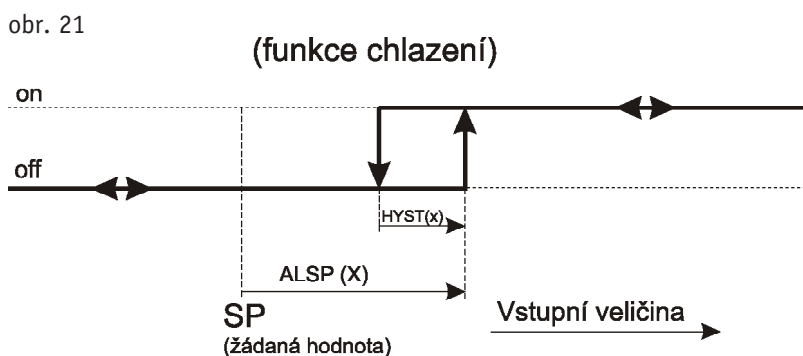 obr. 21
(funkce chlazení)
on
off
HYST(x)
ALSP (X)
SP
(žádaná hodnota)
Vstupní veličina